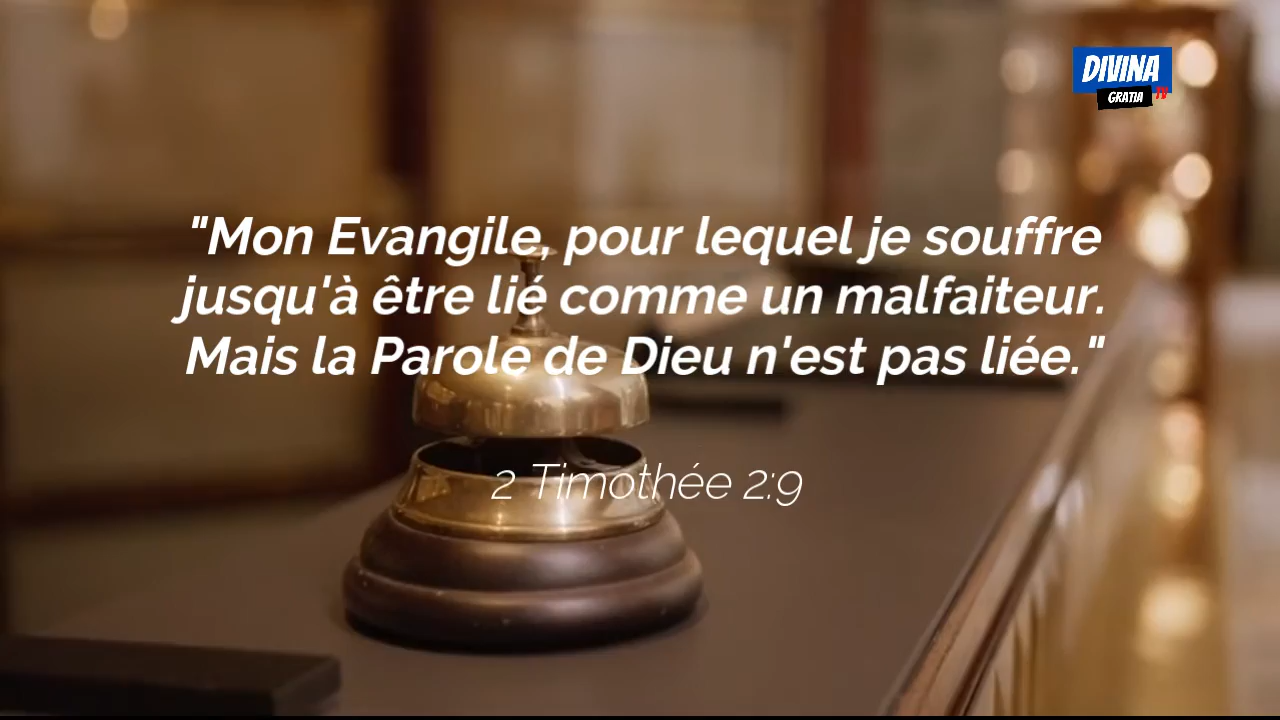 DIVINA
GRATIA TV
"Mon Evangile, pour lequel je souffre
jusqu'à être lié comme un malfaiteur.
Mais la Parole de Dieu n'est pas liée."
2 Timothée 2:9